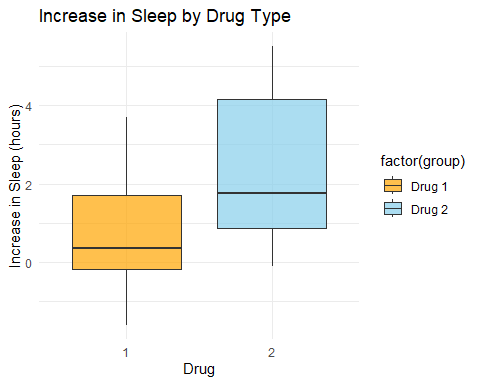 Increase in Sleep by Drug Type
Increase in Sleep (hours)
4
2
0
1
2
Drug
factor(group)
Drug 1
Drug 2